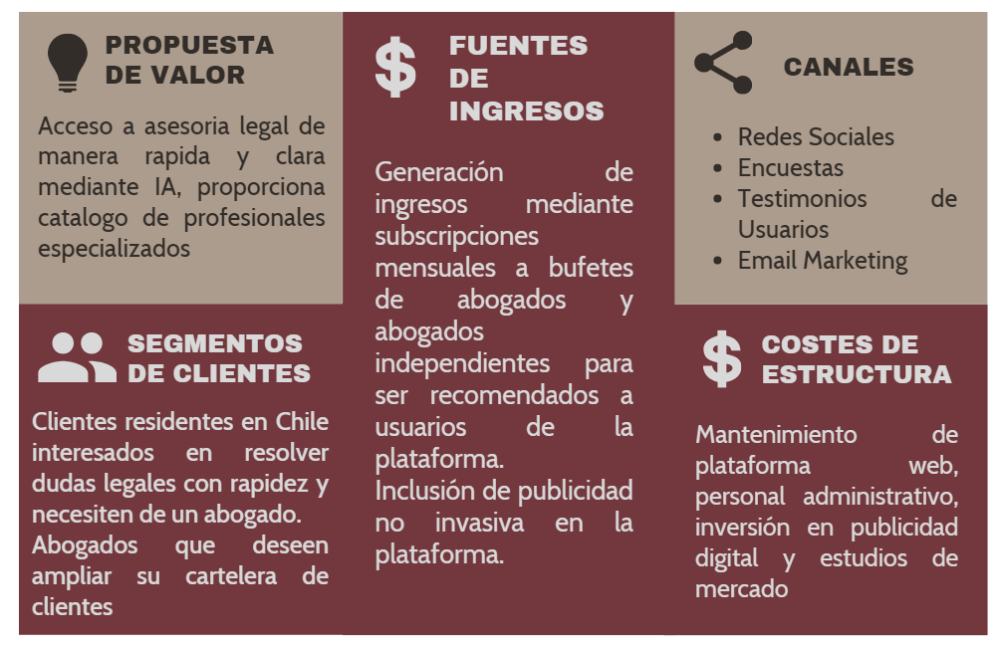 PROPUESTA
DE VALOR
Acceso a asesoria legal de
manera rapida y clara
mediante IA, proporciona
catalogo de profesionales
especializados
SEGMENTOS
DE CLIENTES
Clientes residentes en Chile
interesados en resolver
dudas legales con rapidez y
necesiten de un abogado.
Abogados que deseen
ampliar su cartelera de
clientes
FUENTES
DE
INGRESOS
Generación de
ingresos mediante
subscripciones
mensuales a bufetes
de abogados y
abogados
independientes para
ser recomendados a
usuarios de la
plataforma.
Inclusión de publicidad
no invasiva en la
plataforma.
CANALES
• Redes Sociales
• Encuestas
• Testimonios de
Usuarios
• Email Marketing
COSTES DE
ESTRUCTURA
Mantenimiento de
plataforma web,
personal administrativo,
inversión en publicidad
digital y estudios de
mercado